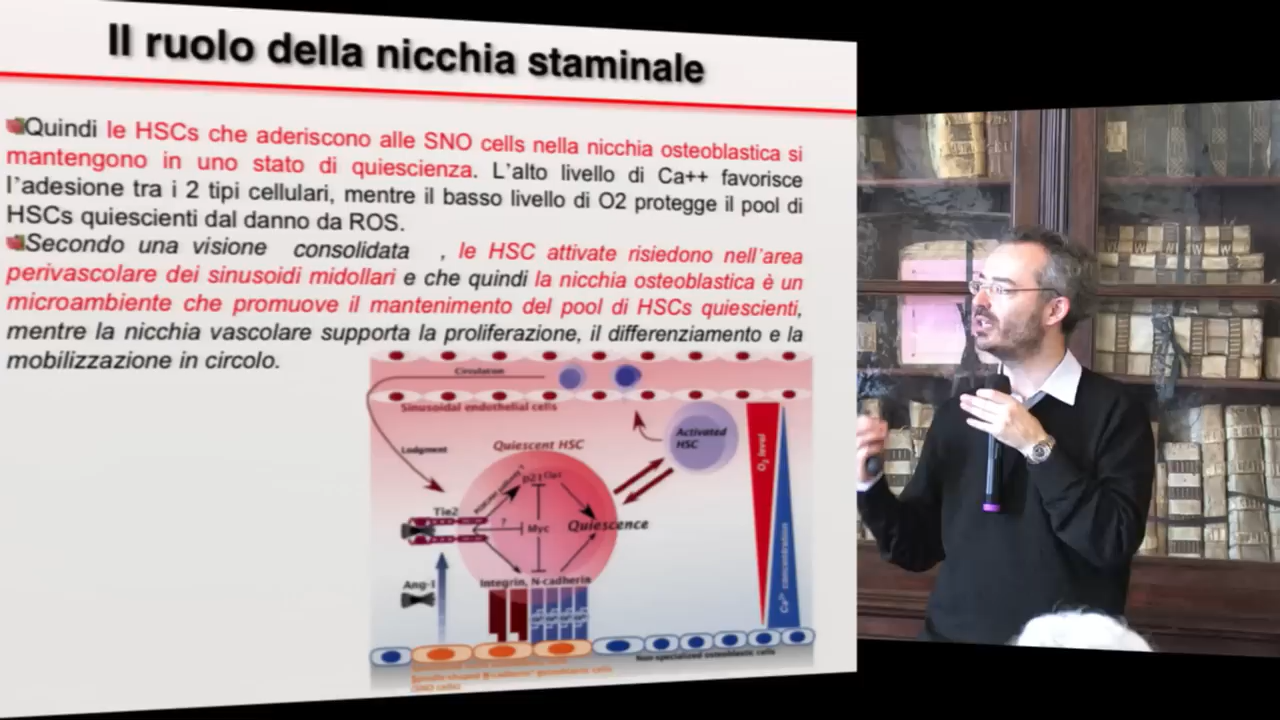 Il ruolo della nicchia staminale
Quindi le HSCs che aderiscono alle SNO cells nella nicchia osteoblastica si
mantengono in uno stato di quiescienza. L'alto livello di Ca++ favorisce
l'adesione tra i 2 tipi cellulari, mentre il basso livello di O2 protegge il pool di
HSCs quiescienti dal danno da ROS.
Secondo una visione consolidata , le HSC attivate risiedono nell'area
perivascolare dei sinusoidi midollari e che quindi la nicchia osteoblastica è un
microambiente che promuove il mantenimento del pool di HSCs quiescienti,
mentre la nicchia vascolare supporta la proliferazione, il differenziamento e la
mobilizzazione in circolo.
Circulation
Sinusoidal endothelial cells
Activated
HSC
Quiescent HSC
Lodgment
O2 level
p21
Tie2
?
Myc
Quiescence
Ca2+ concentration
Ang-1
Integrin, N-cadherin
Non-specialized osteoblastic cells
(SNO cells)